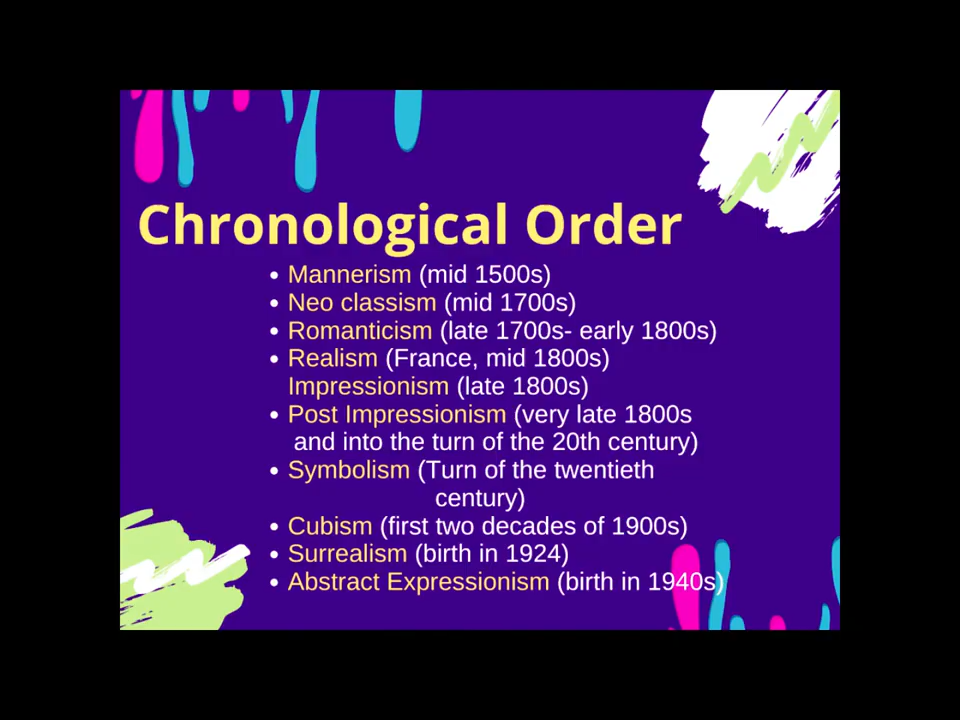 Chronological Order
• Mannerism (mid 1500s)
• Neo classism (mid 1700s)
• Romanticism (late 1700s- early 1800s)
• Realism (France, mid 1800s)
Impressionism (late 1800s)
• Post Impressionism (very late 1800s
and into the turn of the 20th century)
• Symbolism (Turn of the twentieth
century)
• Cubism (first two decades of 1900s)
• Surrealism (birth in 1924)
• Abstract Expressionism (birth in 1940s)